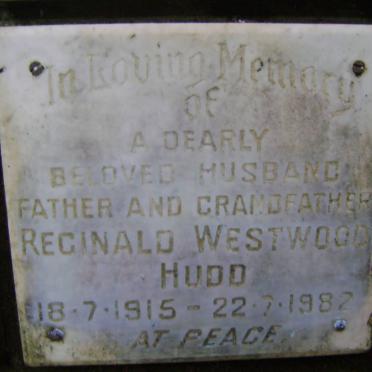 In Loving Memory
OF
A DEARLY
BELOVED HUSBAND
FATHER AND GRANDFATHER
REGINALD WESTWOOD
HUDD
18·7·1915 - 22·7·1982
AT PEACE